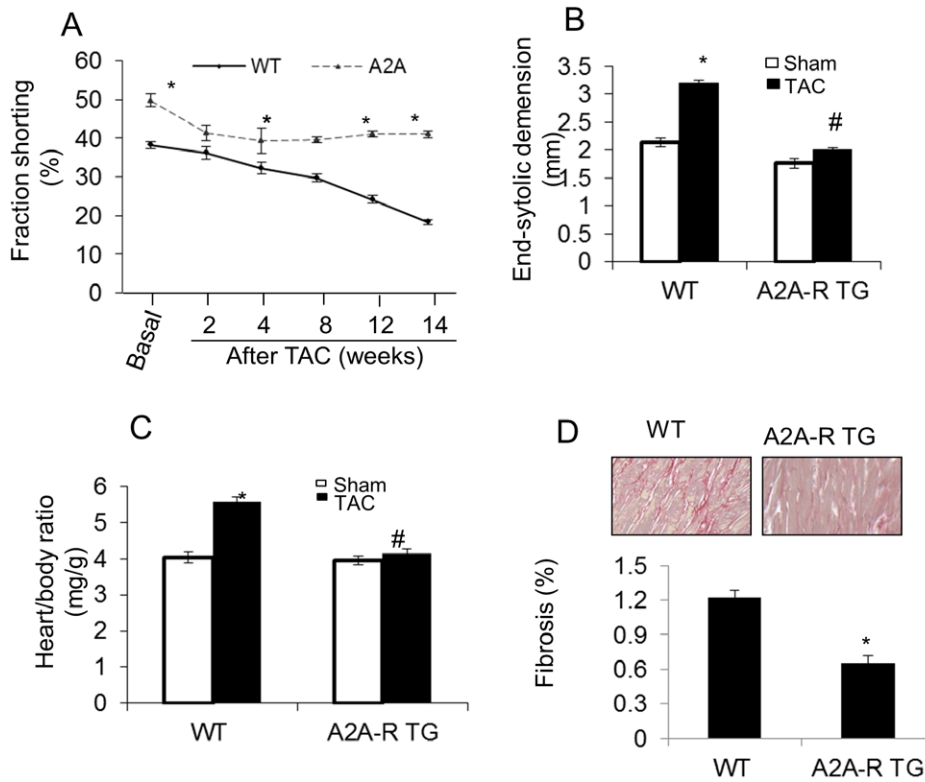 A
60
50
40
30
20
10
0
Fraction shorting
(%)
WT
A2A
*
*
*
*
Basal
2 4 8 12 14
After TAC (weeks)
B
3.5
3
2.5
2
1.5
1
0.5
0
End-sytolic demension
(mm)
Sham
TAC
*
#
WT A2A-R TG
C
6
5
4
3
2
1
0
Heart/body ratio
(mg/g)
Sham
TAC
*
#
WT A2A-R TG
D
WT A2A-R TG
1.5
1.2
0.9
0.6
0.3
0
Fibrosis (%)
*
WT A2A-R TG